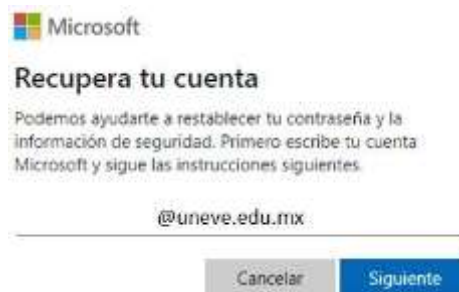 Microsoft
Recupera tu cuenta
Podemos ayudarte a restablecer tu contraseña y la
información de seguridad. Primero escribe tu cuenta
Microsoft y sigue las instrucciones siguientes.
@uneve.edu.mx
Cancelar
Siguiente